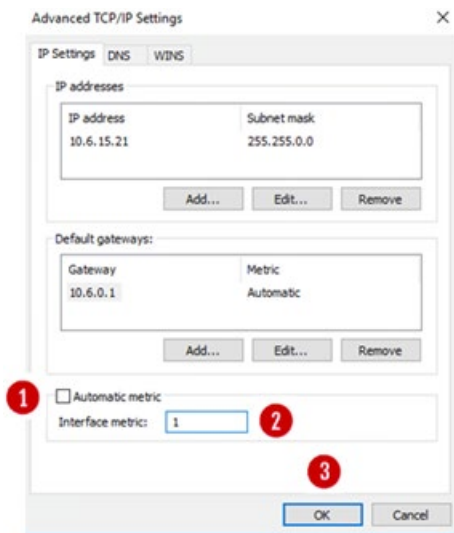 Advanced TCP/IP Settings
IP Settings DNS WINS
IP addresses
IP address Subnet mask
10.6.15.21 255.255.0.0
Add... Edit... Remove
Default gateways:
Gateway Metric
10.6.0.1 Automatic
Add... Edit... Remove
1 Automatic metric
Interface metric: 1 2
3
OK Cancel